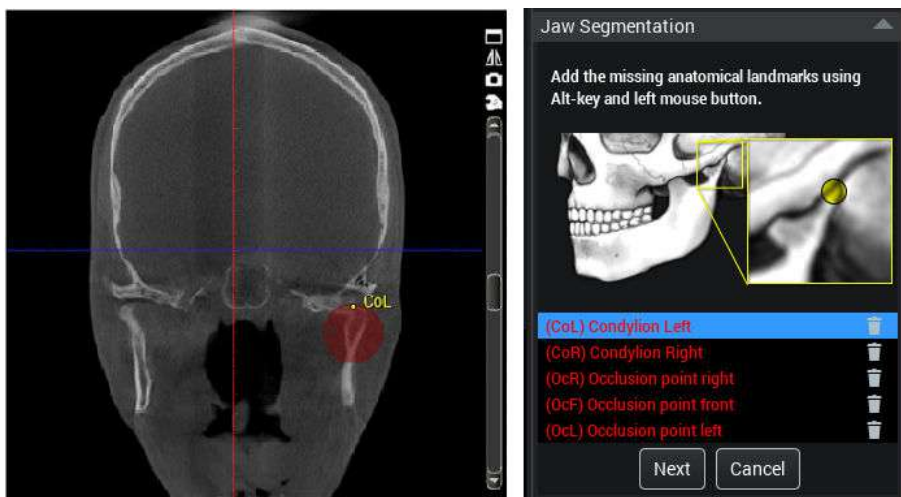 CoL
Jaw Segmentation
Add the missing anatomical landmarks using
Alt-key and left mouse button.
(CoL) Condylion Left
(CoR) Condylion Right
(OcR) Occlusion point right
(OcF) Occlusion point front
(OcL) Occlusion point left
Next
Cancel